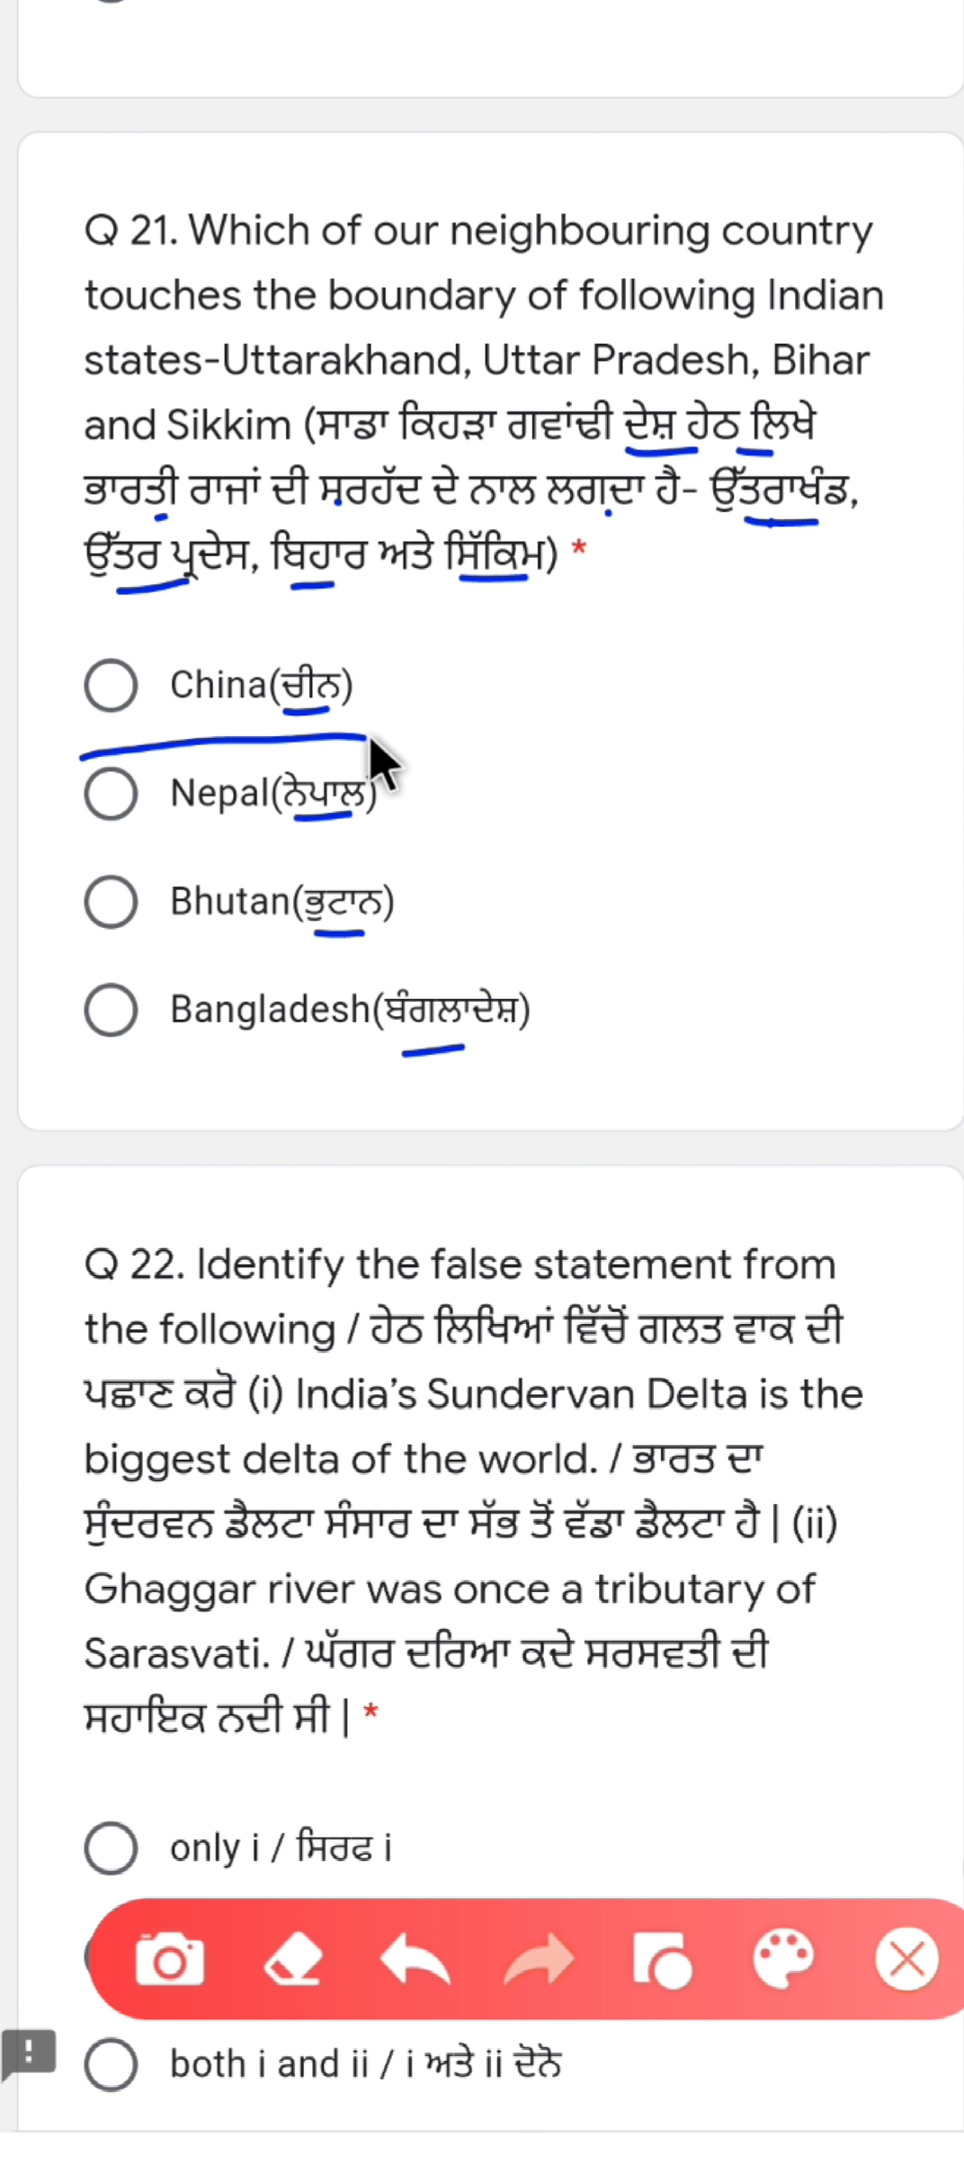 Q 21. Which of our neighbouring country
touches the boundary of following Indian
states-Uttarakhand, Uttar Pradesh, Bihar
and Sikkim (ਸਾਡਾ ਕਿਹੜਾ ਗਵਾਂਢੀ ਦੇਸ਼ ਹੇਠ ਲਿਖੇ
ਭਾਰਤੀ ਰਾਜਾਂ ਦੀ ਸਰਹੱਦ ਦੇ ਨਾਲ ਲਗਦਾ ਹੈ- ਉੱਤਰਾਖੰਡ,
ਉੱਤਰ ਪ੍ਰਦੇਸ, ਬਿਹਾਰ ਅਤੇ ਸਿੱਕਿਮ) *
China(ਚੀਨ)
Nepal(ਨੇਪਾਲ)
Bhutan(ਭੁਟਾਨ)
Bangladesh(ਬੰਗਲਾਦੇਸ਼)
Q 22. Identify the false statement from
the following / ਹੇਠ ਲਿਖਿਆਂ ਵਿੱਚੋਂ ਗਲਤ ਵਾਕ ਦੀ
ਪਛਾਣ ਕਰੋ (i) India's Sundervan Delta is the
biggest delta of the world. / ਭਾਰਤ ਦਾ
ਸੁੰਦਰਵਨ ਡੈਲਟਾ ਸੰਸਾਰ ਦਾ ਸੱਭ ਤੋਂ ਵੱਡਾ ਡੈਲਟਾ ਹੈ | (ii)
Ghaggar river was once a tributary of
Sarasvati. / ਘੱਗਰ ਦਰਿਆ ਕਦੇ ਸਰਸਵਤੀ ਦੀ
ਸਹਾਇਕ ਨਦੀ ਸੀ | *
only i / ਸਿਰਫ i
both i and ii / i ਅਤੇ ii ਦੋਨੋ